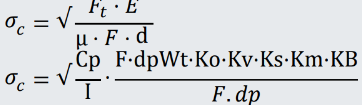 σc = √ Ft · E / μ · F · d
σc = √ Cp / I · F·dpWt·Ko·Kv·Ks·Km·KB / F. dp